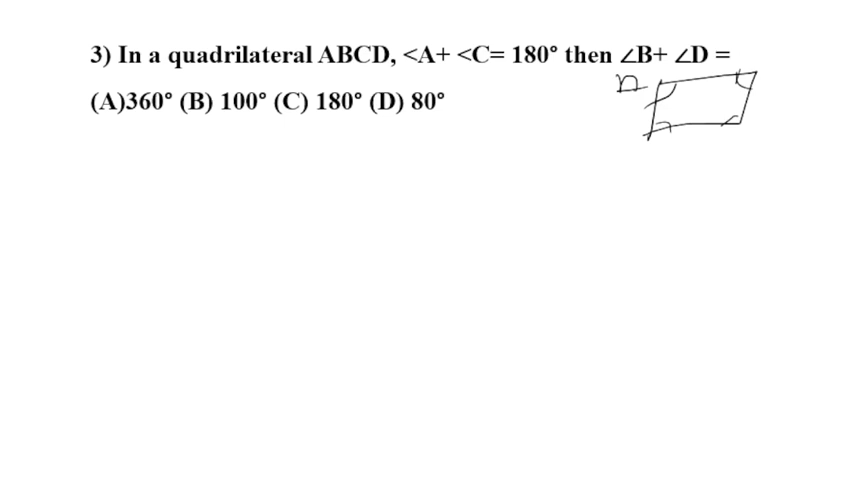 3) In a quadrilateral ABCD, <A+ <C= 180° then ∠B+ ∠D =
(A)360° (B) 100° (C) 180° (D) 80°